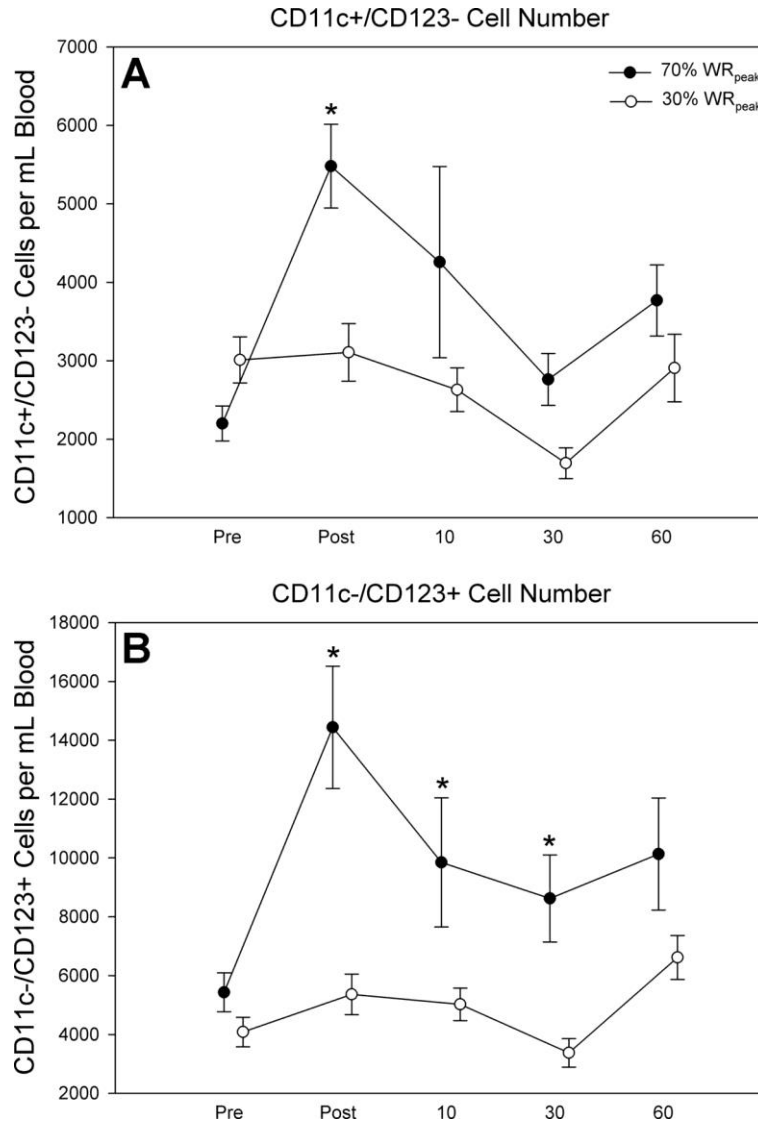 CD11c+/CD123- Cell Number
A
70% WRpeak
30% WRpeak
*
CD11c+/CD123- Cells per mL Blood
7000
6000
5000
4000
3000
2000
1000
Pre Post 10 30 60
CD11c-/CD123+ Cell Number
B
*
*
*
CD11c-/CD123+ Cells per mL Blood
18000
16000
14000
12000
10000
8000
6000
4000
2000
Pre Post 10 30 60